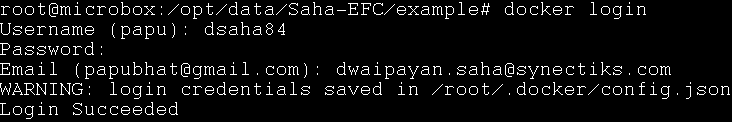 root@microbox:/opt/data/Saha-EFC/example# docker login
Username (papu): dsaha84
Password:
Email (papubhat@gmail.com): dwaipayan.saha@synectiks.com
WARNING: login credentials saved in /root/.docker/config.json
Login Succeeded